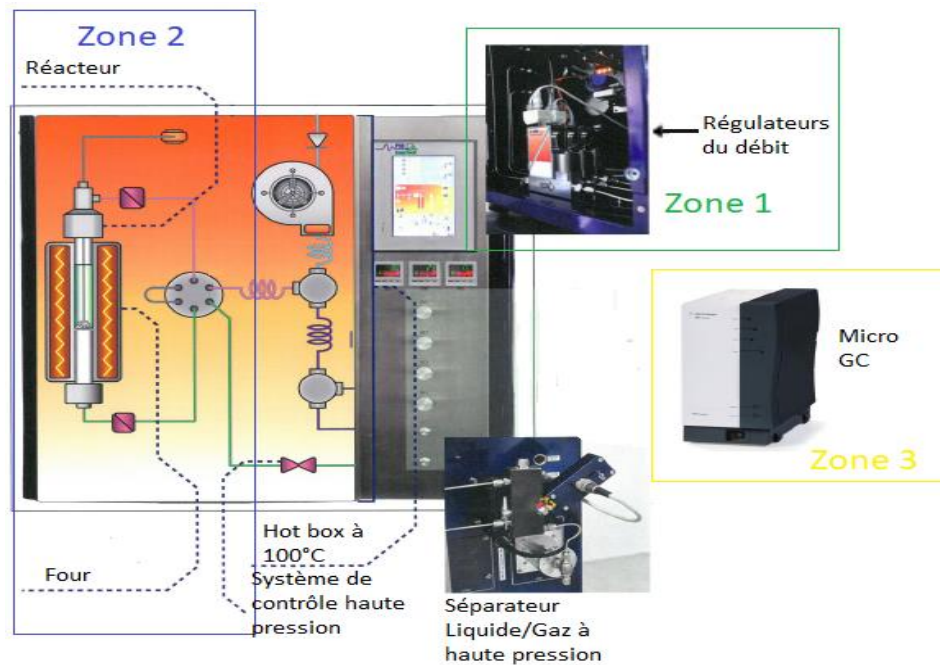 Zone 2
Réacteur
Régulateurs
du débit
Zone 1
Micro
GC
Zone 3
Hot box à
100°C
Four
Système de
contrôle haute
pression
Séparateur
Liquide/Gaz à
haute pression